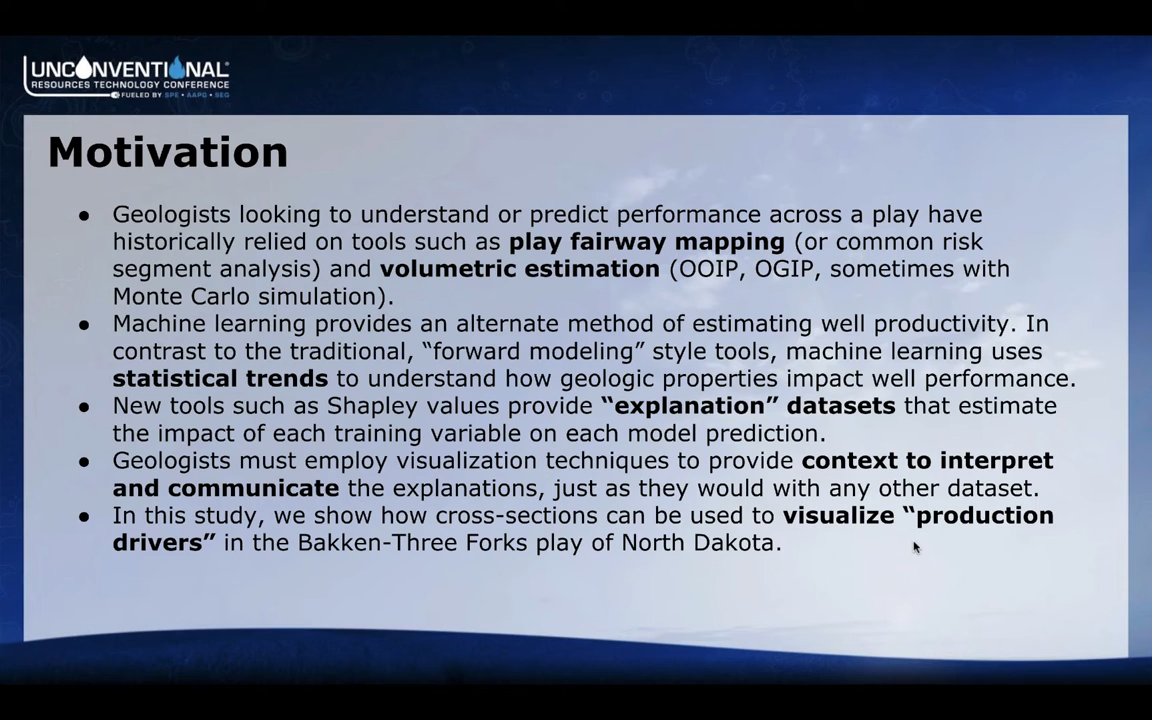 UNCONVENTIONAL®
RESOURCES TECHNOLOGY CONFERENCE
FUELED BY SPE • AAPG • SEG
Motivation
● Geologists looking to understand or predict performance across a play have
historically relied on tools such as play fairway mapping (or common risk
segment analysis) and volumetric estimation (OOIP, OGIP, sometimes with
Monte Carlo simulation).
● Machine learning provides an alternate method of estimating well productivity. In
contrast to the traditional, “forward modeling” style tools, machine learning uses
statistical trends to understand how geologic properties impact well performance.
● New tools such as Shapley values provide “explanation” datasets that estimate
the impact of each training variable on each model prediction.
● Geologists must employ visualization techniques to provide context to interpret
and communicate the explanations, just as they would with any other dataset.
● In this study, we show how cross-sections can be used to visualize “production
drivers” in the Bakken-Three Forks play of North Dakota.